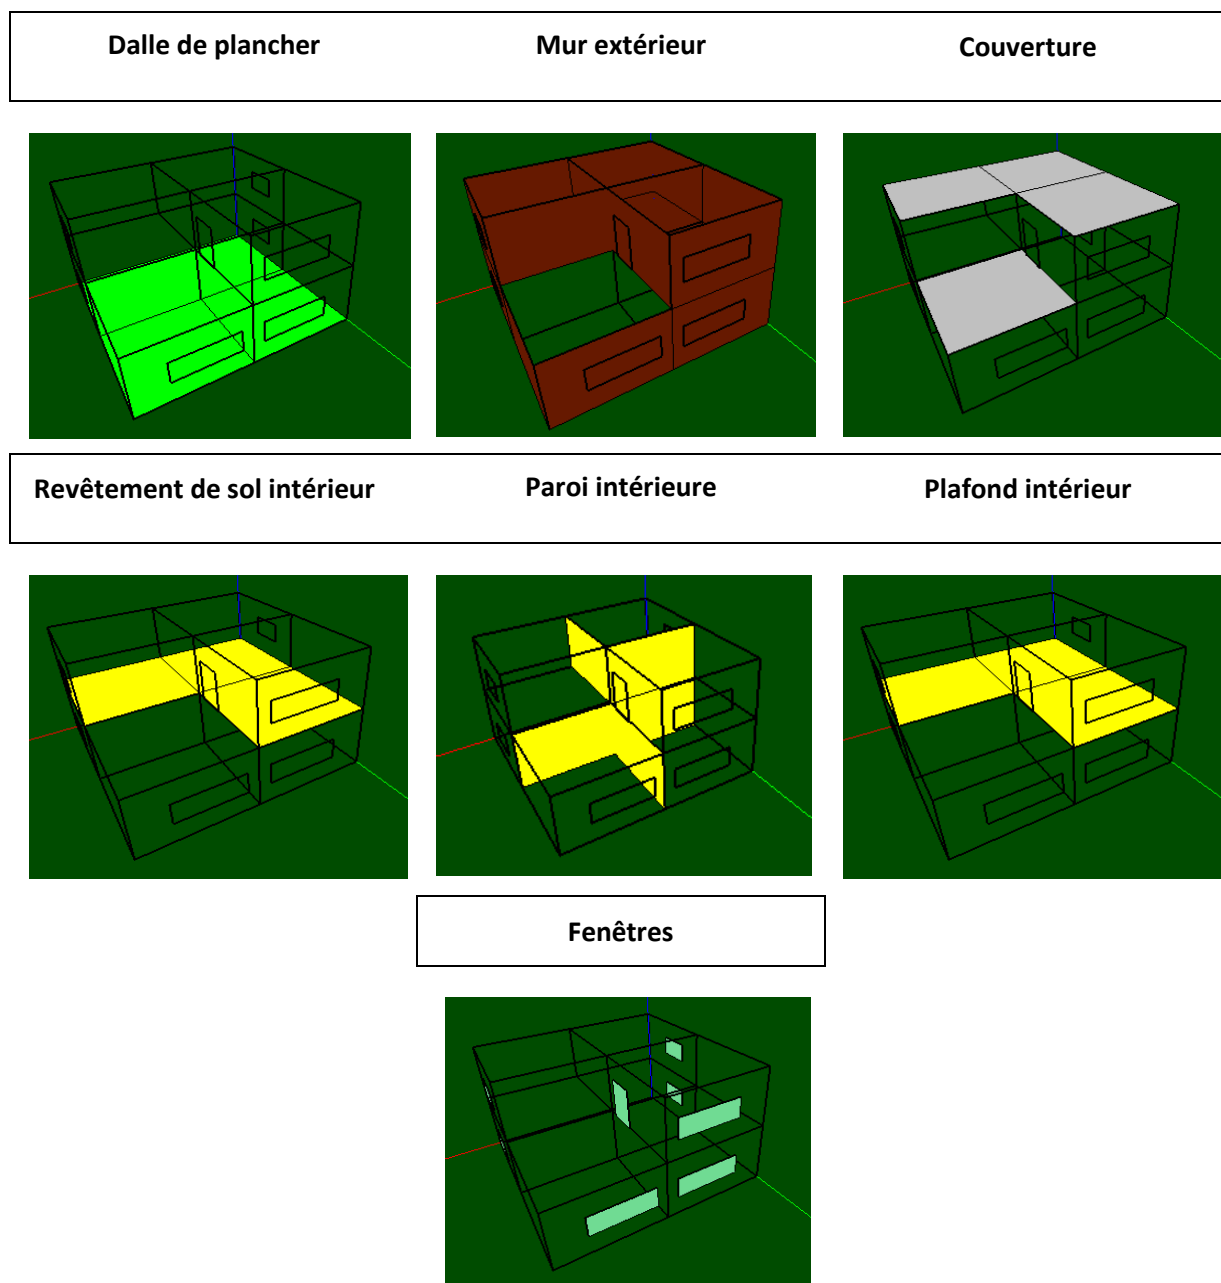 Dalle de plancher Mur extérieur Couverture
Revêtement de sol intérieur Paroi intérieure Plafond intérieur
Fenêtres